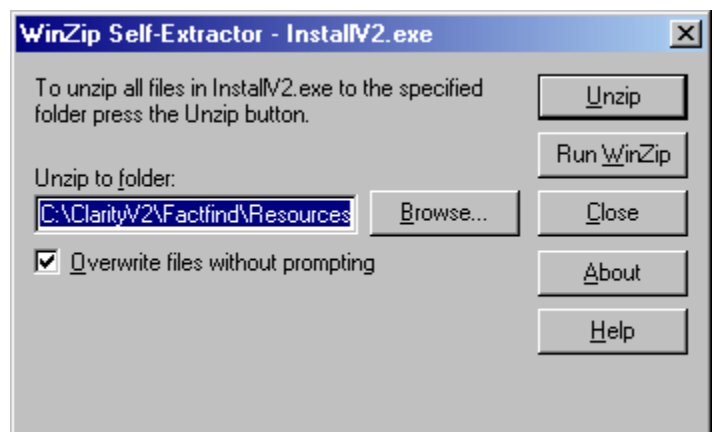 WinZip Self-Extractor - InstallV2.exe
To unzip all files in InstallV2.exe to the specified
folder press the Unzip button.
Unzip to folder:
C:\ClarityV2\Factfind\Resources
Browse...
Overwrite files without prompting
Unzip
Run WinZip
Close
About
Help